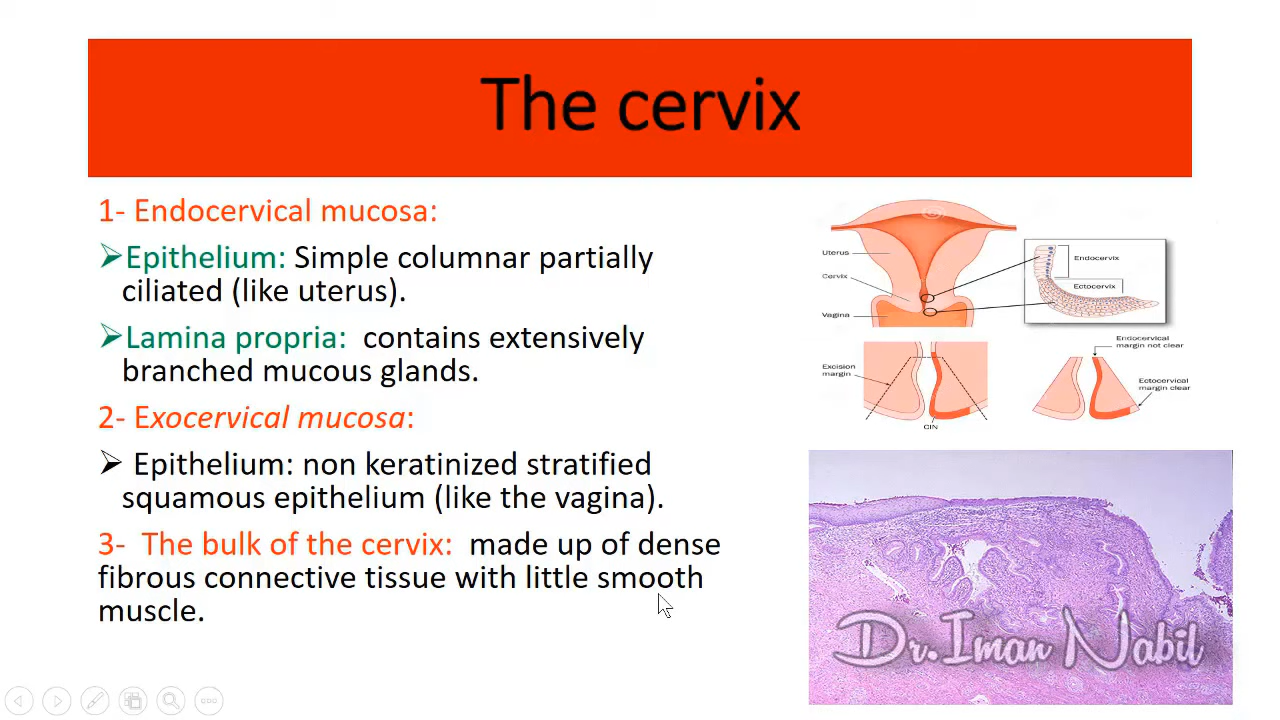 The cervix
1- Endocervical mucosa:
Epithelium: Simple columnar partially
ciliated (like uterus).
Lamina propria: contains extensively
branched mucous glands.
2- Exocervical mucosa:
Epithelium: non keratinized stratified
squamous epithelium (like the vagina).
3- The bulk of the cervix: made up of dense
fibrous connective tissue with little smooth
muscle.
Uterus
Cervix
Vagina
Endocervix
Ectocervix
Excision
margin
CIN
Endocervical
margin not clear
Ectocervical
margin clear
Dr.Iman Nabil